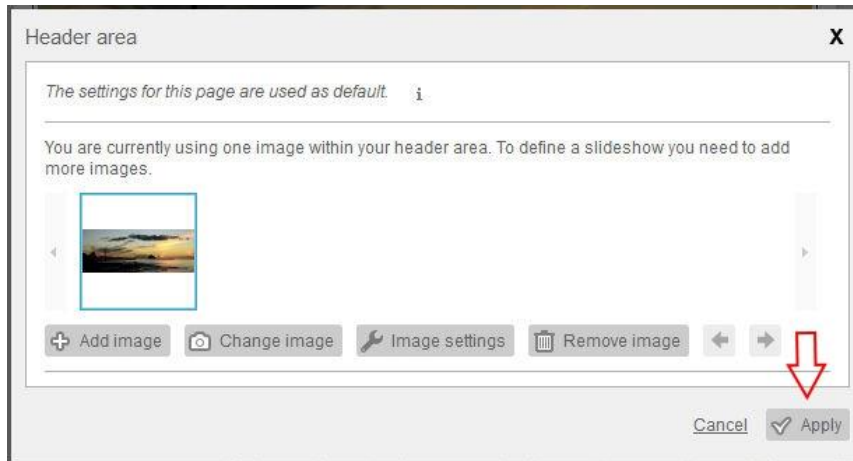 Header area X
The settings for this page are used as default. i
You are currently using one image within your header area. To define a slideshow you need to add
more images.
Add image Change image Image settings Remove image
Cancel Apply